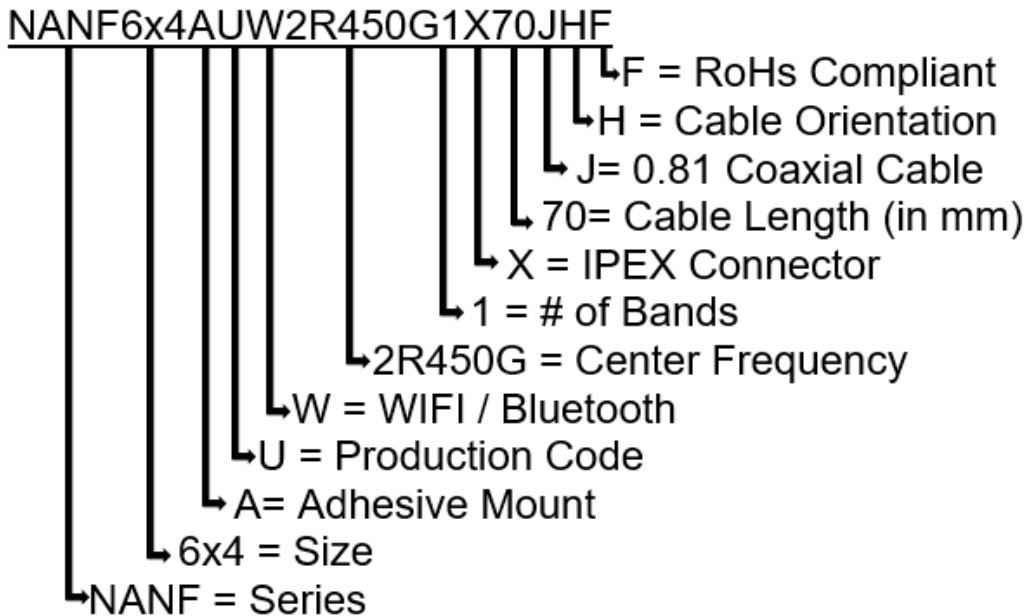 NANF6x4AUW2R450G1X70JHF
F = RoHs Compliant
H = Cable Orientation
J= 0.81 Coaxial Cable
70= Cable Length (in mm)
X = IPEX Connector
1 = # of Bands
2R450G = Center Frequency
W = WIFI / Bluetooth
U = Production Code
A= Adhesive Mount
6x4 = Size
NANF = Series